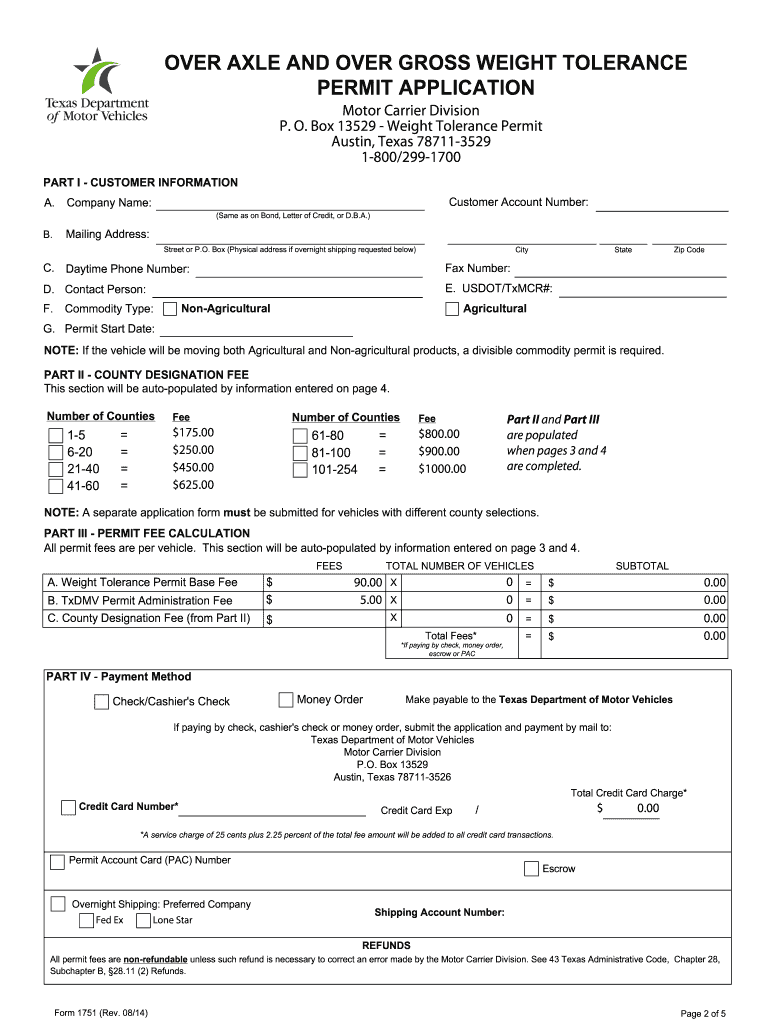 OVER AXLE AND OVER GROSS WEIGHT TOLERANCE
PERMIT APPLICATION
Texas Department
of Motor Vehicles
Motor Carrier Division
P. O. Box 13529 - Weight Tolerance Permit
Austin, Texas 78711-3529
1-800/299-1700
PART I - CUSTOMER INFORMATION
A. Company Name: Customer Account Number:
(Same as on Bond, Letter of Credit, or D.B.A.)
B. Mailing Address:
Street or P.O. Box (Physical address if overnight shipping requested below) City State Zip Code
C. Daytime Phone Number: Fax Number:
D. Contact Person: E. USDOT/TxMCR#:
F. Commodity Type: Non-Agricultural Agricultural
G. Permit Start Date:
NOTE: If the vehicle will be moving both Agricultural and Non-agricultural products, a divisible commodity permit is required.
PART II - COUNTY DESIGNATION FEE
This section will be auto-populated by information entered on page 4.
Number of Counties Fee Number of Counties Fee Part II and Part III
1-5 = $175.00 61-80 = $800.00 are populated
6-20 = $250.00 81-100 = $900.00 when pages 3 and 4
21-40 = $450.00 101-254 = $1000.00 are completed.
41-60 = $625.00
NOTE: A separate application form must be submitted for vehicles with different county selections.
PART III - PERMIT FEE CALCULATION
All permit fees are per vehicle. This section will be auto-populated by information entered on page 3 and 4.
FEES TOTAL NUMBER OF VEHICLES SUBTOTAL
A. Weight Tolerance Permit Base Fee $ 90.00 X 0 = $ 0.00
B. TxDMV Permit Administration Fee $ 5.00 X 0 = $ 0.00
C. County Designation Fee (from Part II) $ X 0 = $ 0.00
Total Fees* = $ 0.00
*If paying by check, money order,
escrow or PAC
PART IV - Payment Method
Check/Cashier's Check Money Order Make payable to the Texas Department of Motor Vehicles
If paying by check, cashier's check or money order, submit the application and payment by mail to:
Texas Department of Motor Vehicles
Motor Carrier Division
P.O. Box 13529
Austin, Texas 78711-3526
Total Credit Card Charge*
Credit Card Number* Credit Card Exp / $ 0.00
*A service charge of 25 cents plus 2.25 percent of the total fee amount will be added to all credit card transactions.
Permit Account Card (PAC) Number
Escrow
Overnight Shipping: Preferred Company
Fed Ex Lone Star Shipping Account Number:
REFUNDS
All permit fees are non-refundable unless such refund is necessary to correct an error made by the Motor Carrier Division. See 43 Texas Administrative Code, Chapter 28,
Subchapter B, §28.11 (2) Refunds.
Form 1751 (Rev. 08/14) Page 2 of 5